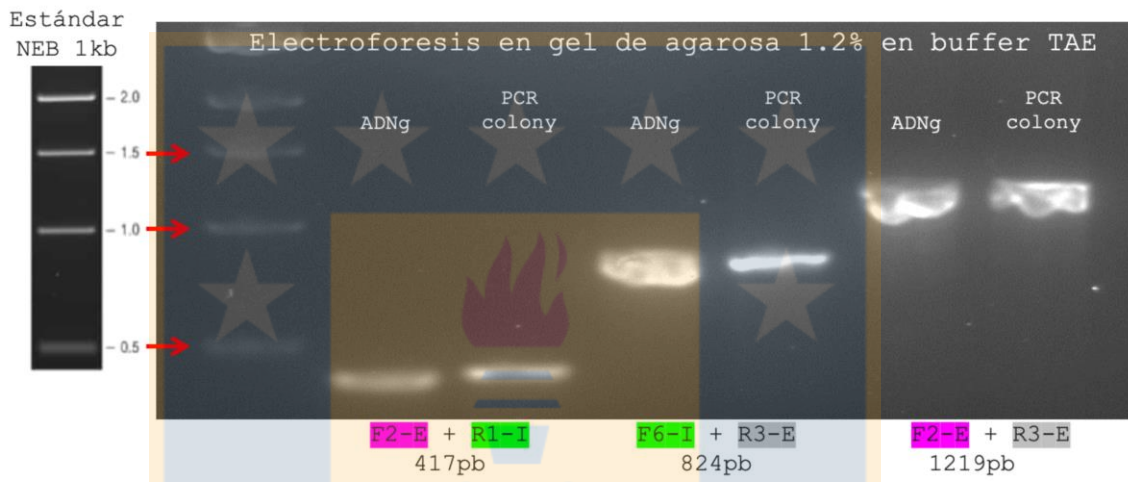 Estándar
NEB 1kb
Electroforesis en gel de agarosa 1.2% en buffer TAE
2.0
1.5
1.0
0.5
ADNg
PCR
colony
ADNg
PCR
colony
ADNg
PCR
colony
F2-E + R1-I
417pb
F6-I + R3-E
824pb
F2-E + R3-E
1219pb